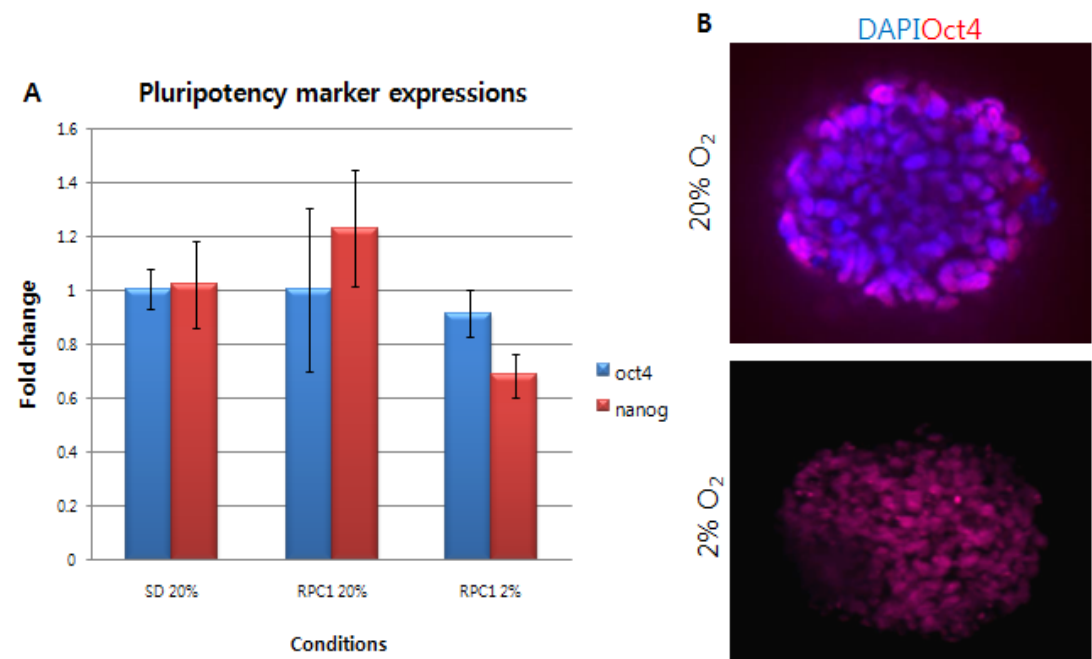 A
Pluripotency marker expressions
Fold change
1.6
1.4
1.2
1
0.8
0.6
0.4
0.2
0
SD 20%
RPC1 20%
RPC1 2%
Conditions
oct4
nanog
B
DAPIOct4
20% O₂
2% O₂